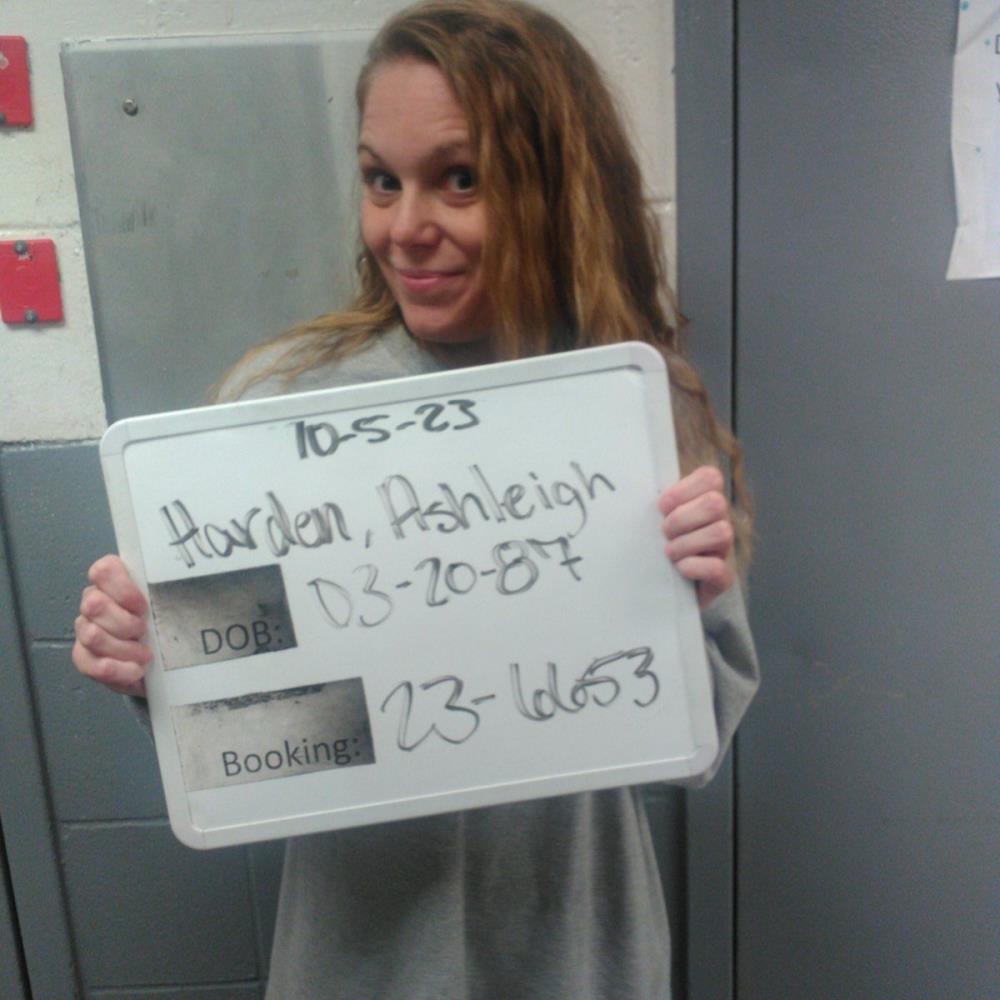 10-5-23
Harden, Ashleigh
DOB: 03-20-87
Booking: 23-6653